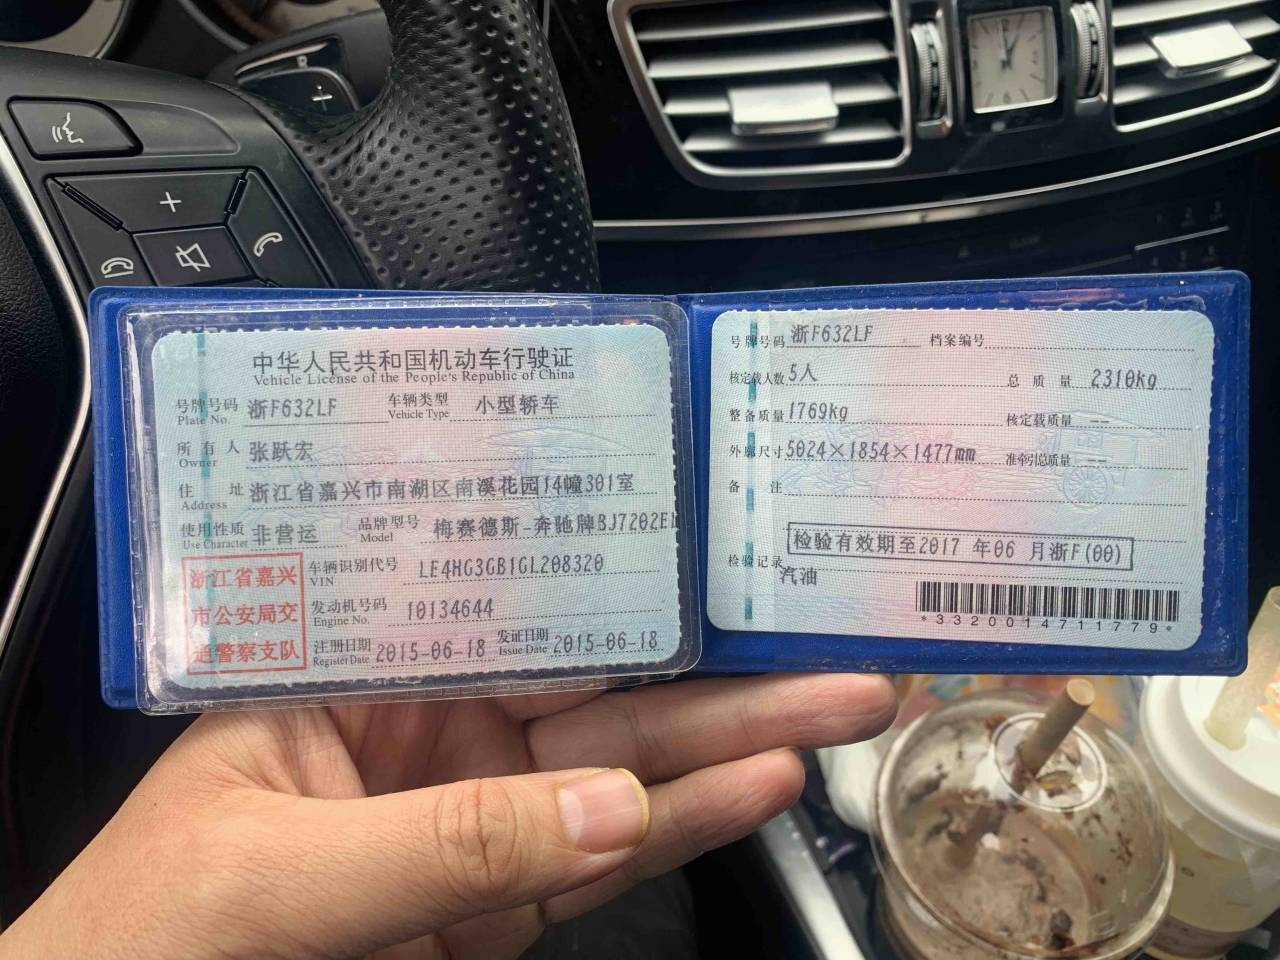 中华人民共和国机动车行驶证
Vehicle License of the People's Republic of China
号牌号码 浙F632LF 车辆类型 小型轿车
Plate No. Vehicle Type
所有人 张跃宏
Owner
住址 浙江省嘉兴市南湖区南溪花园14幢301室
Address
使用性质 非营运 品牌型号 梅赛德斯-奔驰牌BJ7202E
Use Character Model
浙江省嘉兴
市公安局交
通警察支队
车辆识别代号 LE4HG3GB1GL208320
VIN
发动机号码 10134644
Engine No.
注册日期 2015-06-18 发证日期 2015-06-18
Register Date Issue Date
号牌号码 浙F632LF 档案编号
核定载人数 5人 总质量 2310kg
整备质量 1769kg 核定载质量 --
外廓尺寸 5024×1854×1477mm 准牵引总质量 --
备注
检验有效期至2017 年06 月浙F(00)
检验记录
汽油
*3320014711779*